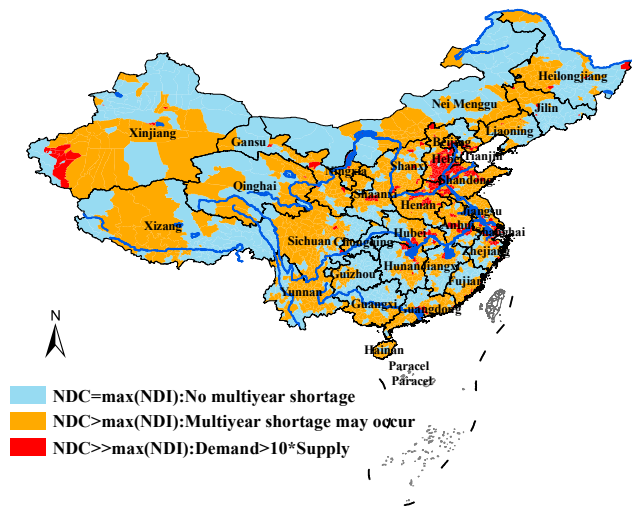 Heilongjiang
Nei Menggu
Jilin
Liaoning
Xinjiang
Gansu
Beijing
Tianjin
Hebei
Ningxia
Shanxi
Qinghai
Shandong
Shaanxi
Henan
Jiangsu
Xizang
Anhui
Shanghai
Hubei
Sichuan
Chongqing
Zhejiang
Hunan
Jiangxi
Guizhou
Fujian
Yunnan
Guangxi
Guangdong
N
Hainan
Paracel
Paracel
NDC=max(NDI):No multiyear shortage
NDC>max(NDI):Multiyear shortage may occur
NDC>>max(NDI):Demand>10*Supply